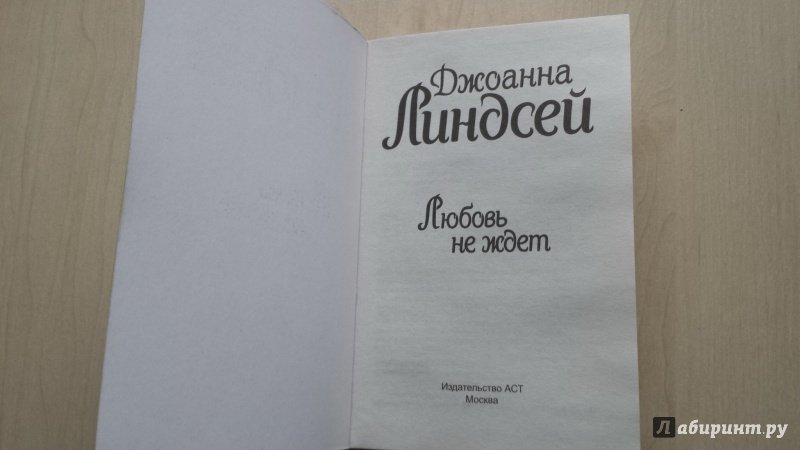 Джоанна
Линдсей
Любовь
не ждет
Издательство АСТ
Москва
Лабиринт.ру